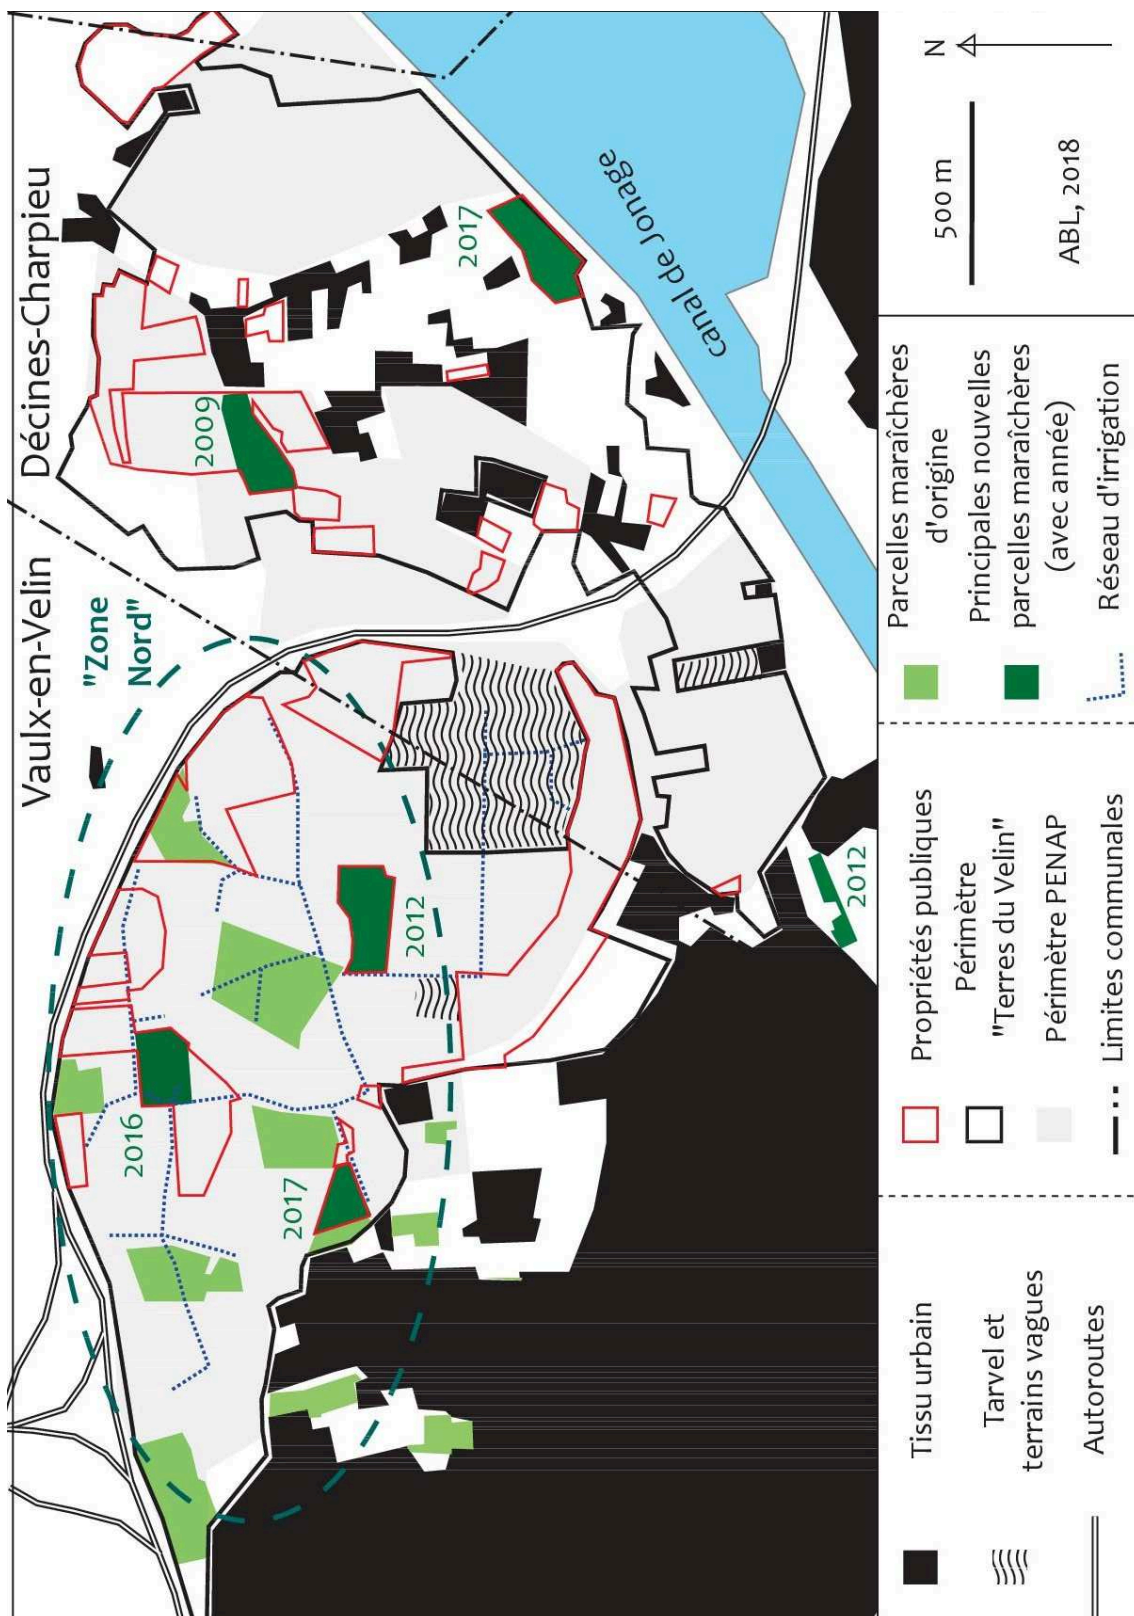 Vaulx-en-Velin
Décines-Charpieu
"Zone
Nord"
2016
2017
2012
2009
2017
2012
canal de Jonage
Tissu urbain
Tarvel et
terrains vagues
Autoroutes
Propriétés publiques
Périmètre
"Terres du Velin"
Périmètre PENAP
Limites communales
Parcelles maraîchères
d'origine
Principales nouvelles
parcelles maraîchères
(avec année)
Réseau d'irrigation
500 m
N
ABL, 2018